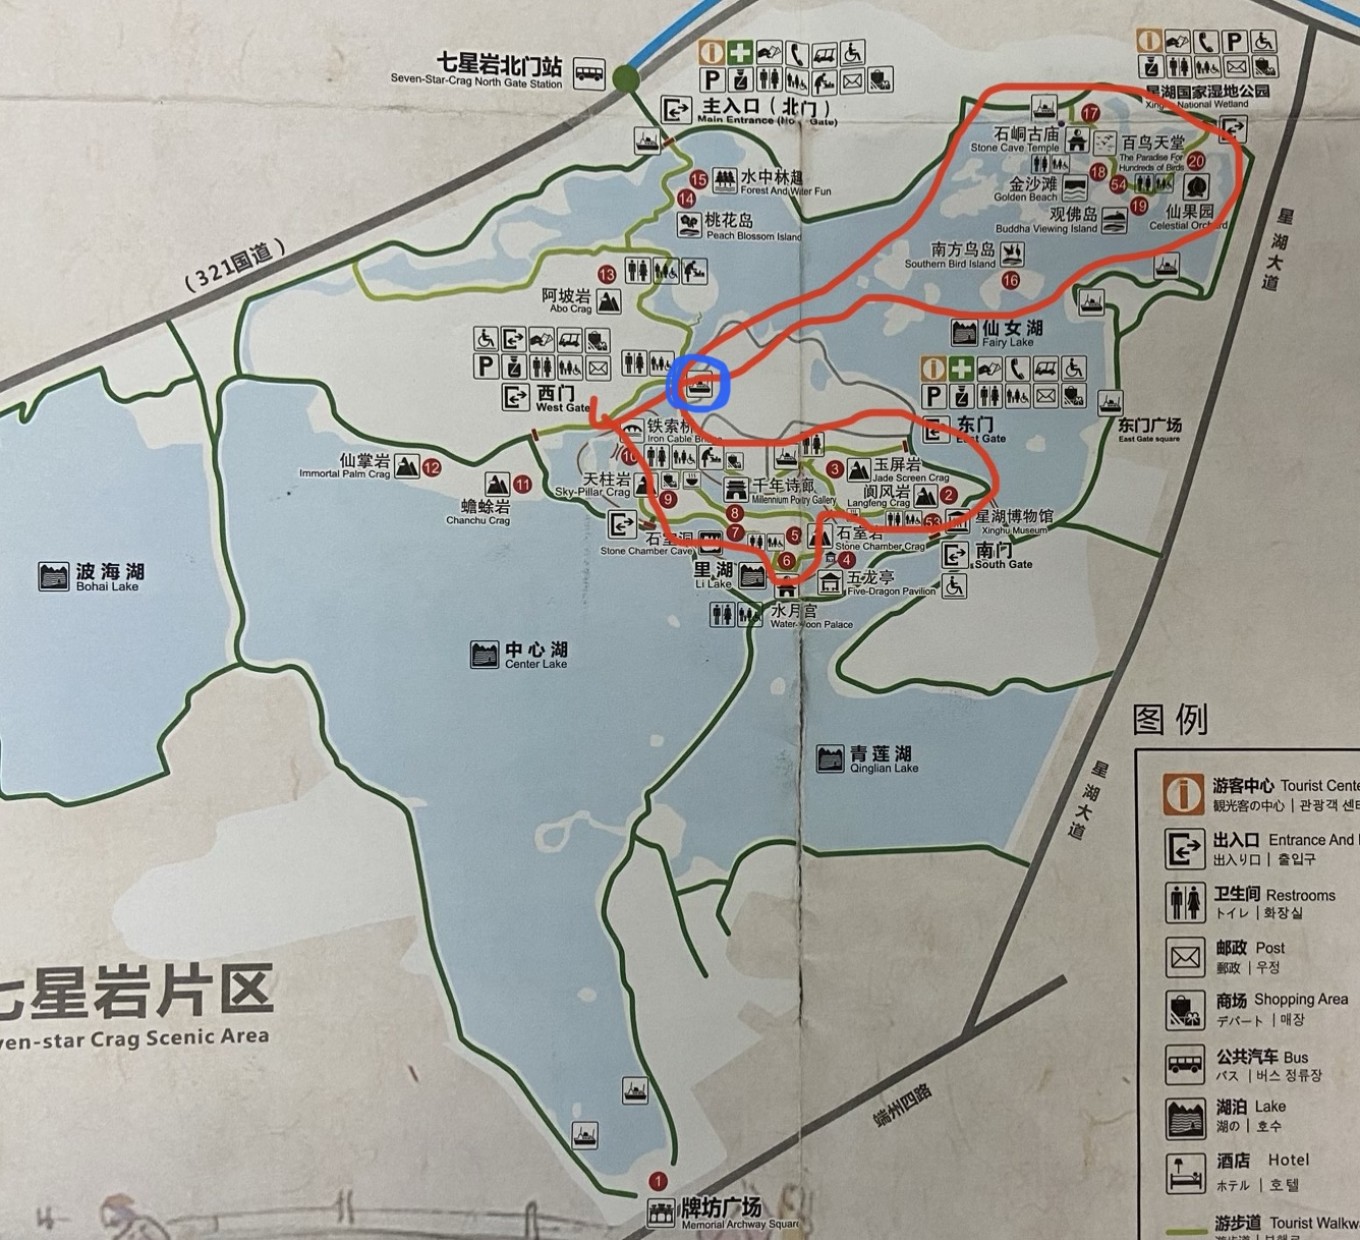 七星岩北门站
Seven-Star-Crag North Gate Station
主入口（北门）
P
星湖国家湿地公园
National Wetland
P
石峒古庙
Stone Cave Temple
17
百鸟天堂
The Paradise For
Hundreds of Birds
20
18
54
金沙滩
Golden Beach
19
仙果园
Celestial Orchard
观佛岛
Buddha Viewing Island
南方鸟岛
Southern Bird Island
16
15
水中林趣
Forest And Water Fun
14
桃花岛
Peach Blossom Island
（321国道）
13
阿坡岩
Abo Crag
星湖大道
仙女湖
Fairy Lake
P
西门
West Gate
P
东门
East Gate
东门广场
East Gate square
铁索桥
Iron Cable
仙掌岩
Immortal Palm Crag
12
蟾蜍岩
Chanchu Crag
11
天柱岩
Sky-Pillar Crag
9
千年诗廊
Millennium Poetry Gallery
3
玉屏岩
Jade Screen Crag
阆风岩
Langfeng Crag
2
8
7
53
星湖博物馆
Xinghu Museum
石室洞
Stone Chamber Cave
5
石室岩
Stone Chamber Crag
南门
South Gate
6
4
里湖
Li Lake
五龙亭
Five-Dragon Pavilion
水月宫
Water-Moon Palace
波海湖
Bohai Lake
中心湖
Center Lake
青莲湖
Qinglian Lake
星湖大道
七星岩片区
ven-star Crag Scenic Area
端州四路
1
牌坊广场
Memorial Archway Squar
图例
游客中心 Tourist Cente
観光客の中心 | 관광객 센터
出入口 Entrance And
出入り口 | 출입구
卫生间 Restrooms
トイレ | 화장실
邮政 Post
郵政 | 우정
商场 Shopping Area
デパート | 매장
公共汽车 Bus
バス | 버스 정류장
湖泊 Lake
湖の | 호수
酒店 Hotel
ホテル | 호텔
游步道 Tourist Walkw